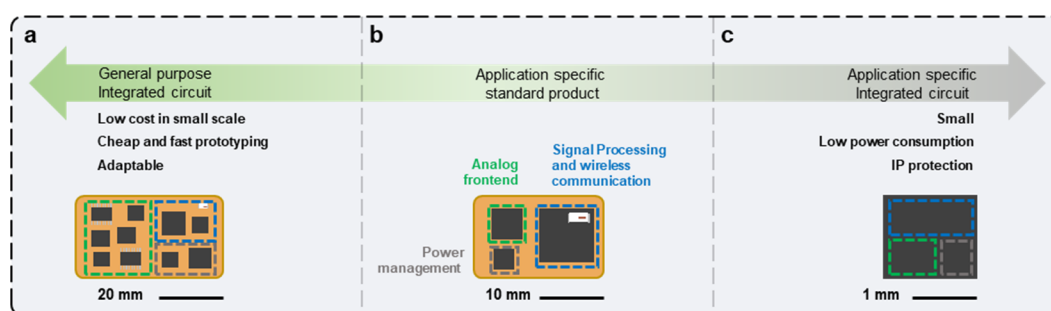 a
General purpose
Integrated circuit
Low cost in small scale
Cheap and fast prototyping
Adaptable
20 mm
b
Application specific
standard product
Analog
frontend
Signal Processing
and wireless
communication
Power
management
10 mm
c
Application specific
Integrated circuit
Small
Low power consumption
IP protection
1 mm